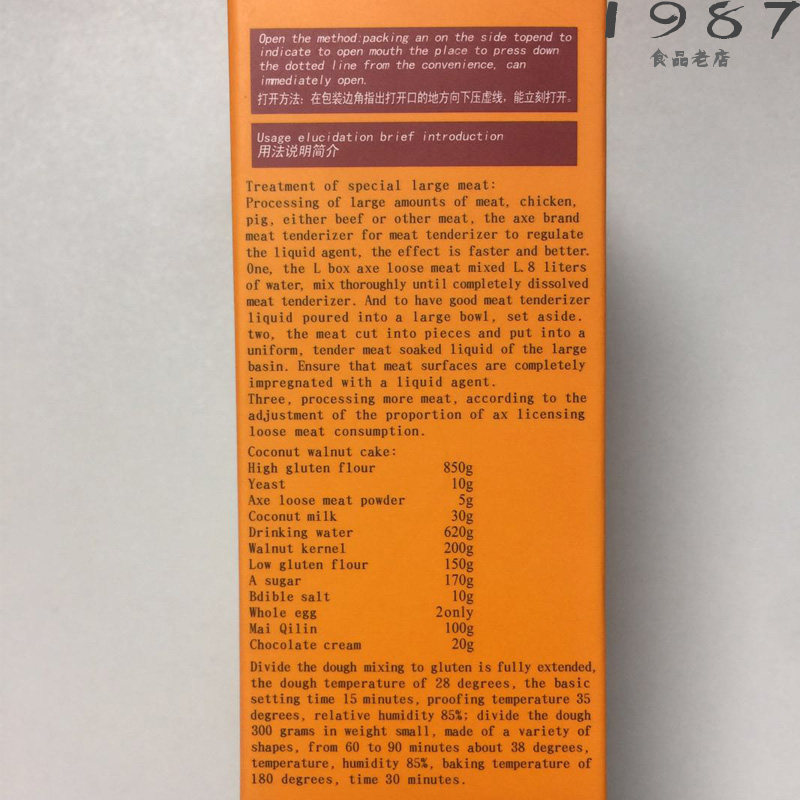 1987
食品老店
Open the method:packing an on the side topend to
indicate to open mouth the place to press down
the dotted line from the convenience, can
immediately open.
打开方法：在包装边角指出打开口的地方向下压虚线，能立刻打开。
Usage elucidation brief introduction
用法说明简介
Treatment of special large meat:
Processing of large amounts of meat, chicken,
pig, either beef or other meat, the axe brand
meat tenderizer for meat tenderizer to regulate
the liquid agent, the effect is faster and better.
One, the L box axe loose meat mixed L.8 liters
of water, mix thoroughly until completely dissolved
meat tenderizer. And to have good meat tenderizer
liquid poured into a large bowl, set aside.
two, the meat cut into pieces and put into a
uniform, tender meat soaked liquid of the large
basin. Ensure that meat surfaces are completely
impregnated with a liquid agent.
Three, processing more meat, according to the
adjustment of the proportion of ax licensing
loose meat consumption.
Coconut walnut cake:
High gluten flour 850g
Yeast 10g
Axe loose meat powder 5g
Coconut milk 30g
Drinking water 620g
Walnut kernel 200g
Low gluten flour 150g
A sugar 170g
Bdible salt 10g
Whole egg 2only
Mai Qilin 100g
Chocolate cream 20g
Divide the dough mixing to gluten is fully extended,
the dough temperature of 28 degrees, the basic
setting time 15 minutes, proofing temperature 35
degrees, relative humidity 85%; divide the dough
300 grams in weight small, made of a variety of
shapes, from 60 to 90 minutes about 38 degrees,
temperature, humidity 85%, baking temperature of
180 degrees, time 30 minutes.